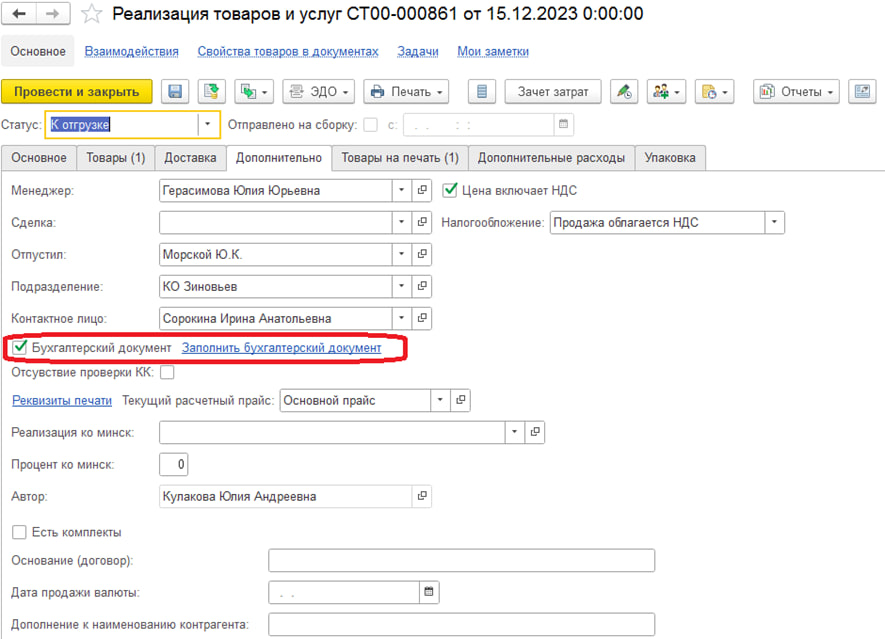 Реализация товаров и услуг СТ00-000861 от 15.12.2023 0:00:00
Основное Взаимодействия Свойства товаров в документах Задачи Мои заметки
Провести и закрыть ЭДО Печать Зачет затрат Отчеты
Статус: К отгрузке Отправлено на сборку: с: . . : :
Основное Товары (1) Доставка Дополнительно Товары на печать (1) Дополнительные расходы Упаковка
Менеджер: Герасимова Юлия Юрьевна Цена включает НДС
Сделка: Налогообложение: Продажа облагается НДС
Отпустил: Морской Ю.К.
Подразделение: КО Зиновьев
Контактное лицо: Сорокина Ирина Анатольевна
Бухгалтерский документ Заполнить бухгалтерский документ
Отсувствие проверки КК:
Реквизиты печати Текущий расчетный прайс: Основной прайс
Реализация ко минск:
Процент ко минск: 0
Автор: Кулакова Юлия Андреевна
Есть комплекты
Основание (договор):
Дата продажи валюты: . .
Дополнение к наименованию контрагента: